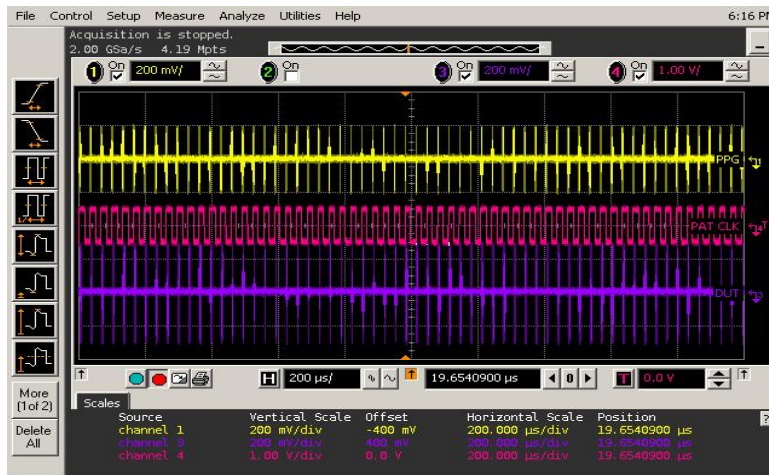 File Control Setup Measure Analyze Utilities Help 6:16 PM
Acquisition is stopped.
2.00 GSa/s 4.19 Mpts
1 On 200 mV/ 2 On 3 On 200 mV/ 4 On 1.00 V/
PPG
PAT CLK
DUT
More
(1 of 2)
Delete
All
H 200 µs/ 19.6540900 µs 0 T 0.0 V
Scales
Source Vertical Scale Offset Horizontal Scale Position
channel 1 200 mV/div -400 mV 200.000 µs/div 19.6540900 µs
channel 3 200 mV/div 400 mV 200.000 µs/div 19.6540900 µs
channel 4 1.00 V/div 0.0 V 200.000 µs/div 19.6540900 µs